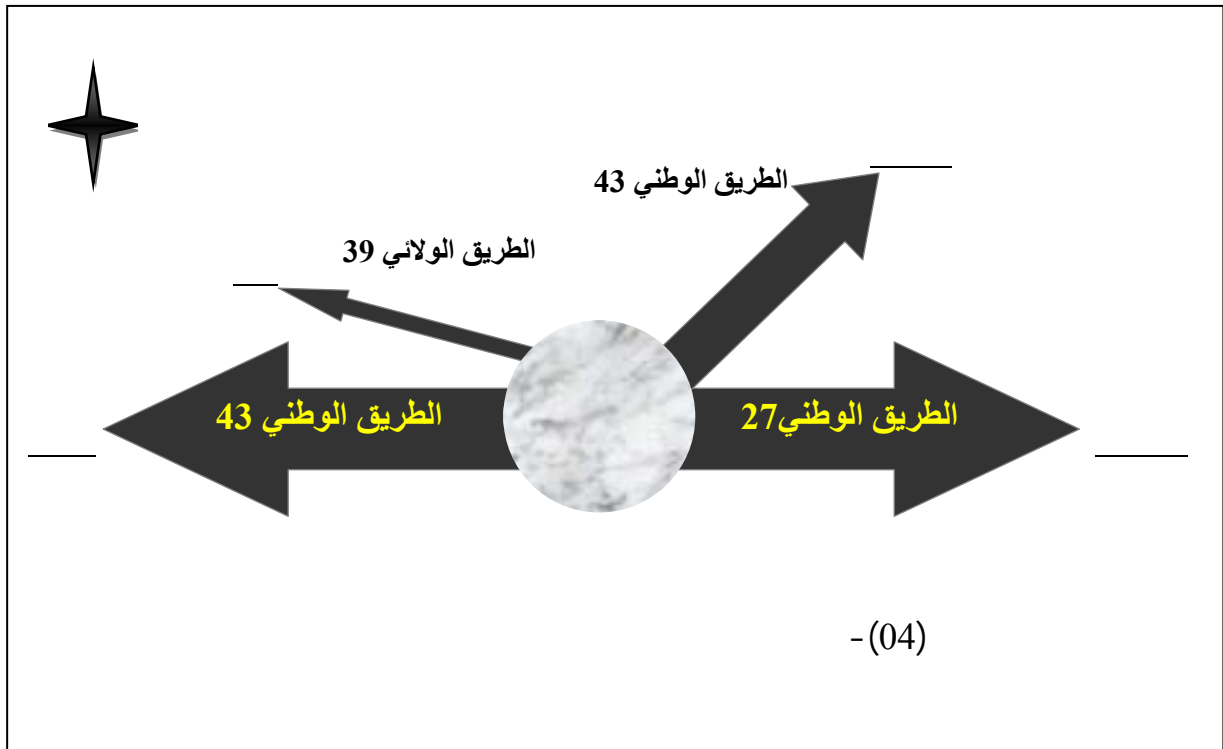 الطريق الوطني 43
الطريق الولائي 39
الطريق الوطني27
الطريق الوطني 43
-(04)